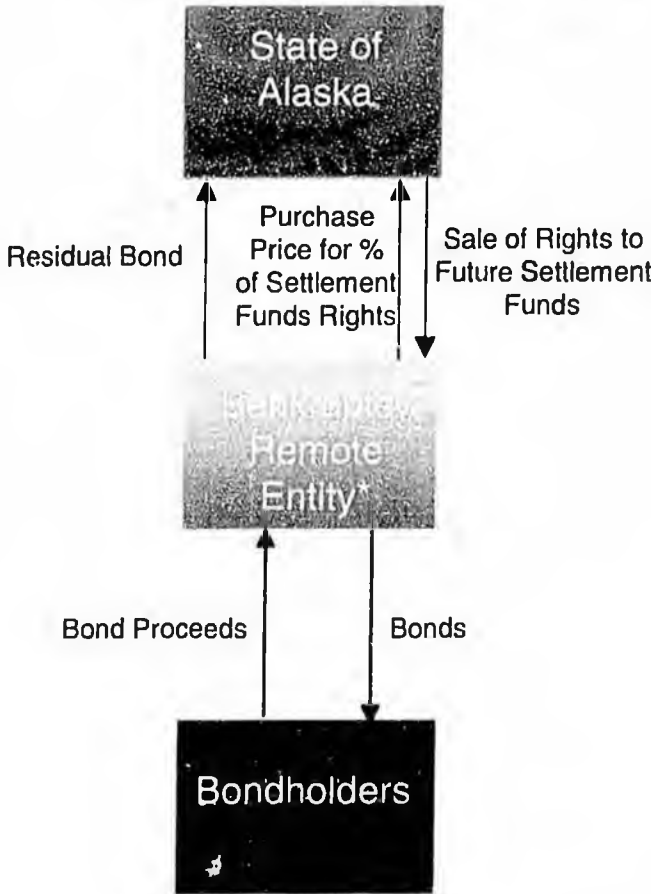 State of
Alaska
Residual Bond
Purchase
Price for %
of Settlement
Funds Rights
Sale of Rights to
Future Settlement
Funds
Bankruptcy
Remote
Entity*
Bond Proceeds
Bonds
Bondholders